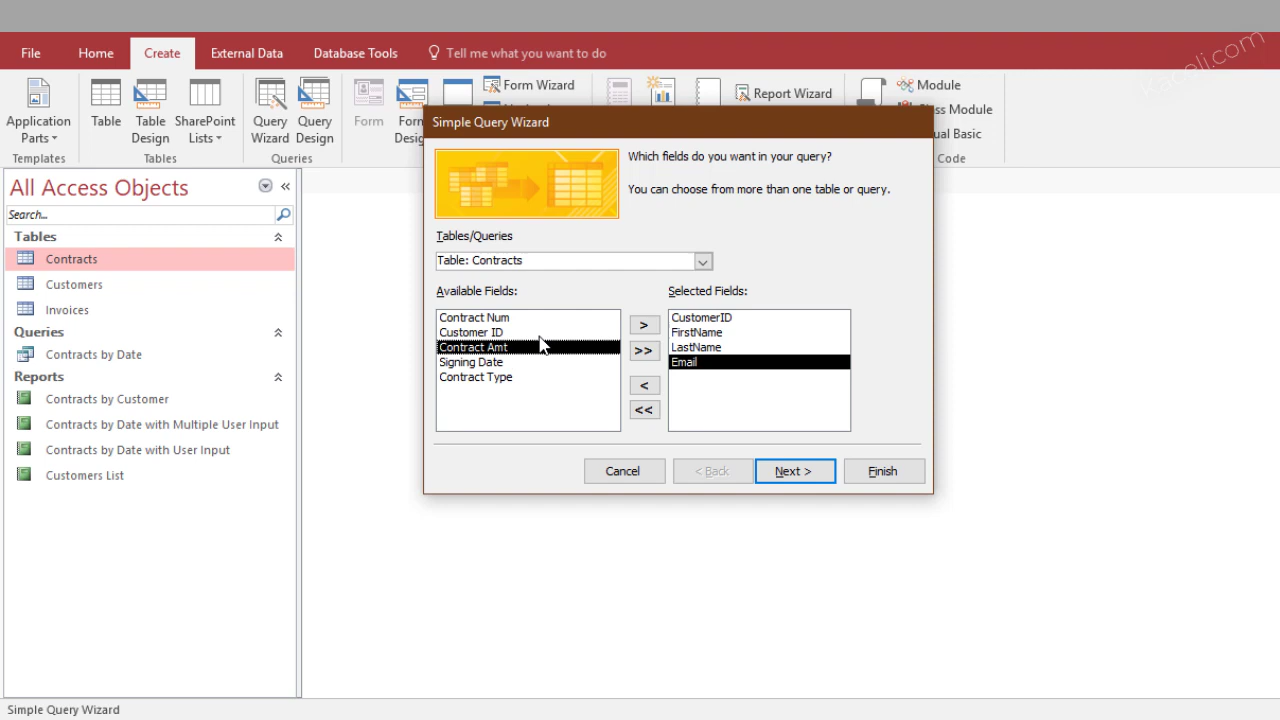 Kaceli.com
File Home Create External Data Database Tools Tell me what you want to do
Application Parts
Table
Table Design
SharePoint Lists
Query Wizard
Query Design
Form
Form Wizard
Report Wizard
Module
Templates Tables Queries Code
Simple Query Wizard
Which fields do you want in your query?
You can choose from more than one table or query.
Tables/Queries
Table: Contracts
Available Fields: Selected Fields:
Contract Num
Customer ID
Contract Amt
Signing Date
Contract Type
>
>>
<
<<
CustomerID
FirstName
LastName
Email
Cancel < Back Next > Finish
All Access Objects «
Search...
Tables
Contracts
Customers
Invoices
Queries
Contracts by Date
Reports
Contracts by Customer
Contracts by Date with Multiple User Input
Contracts by Date with User Input
Customers List
Simple Query Wizard